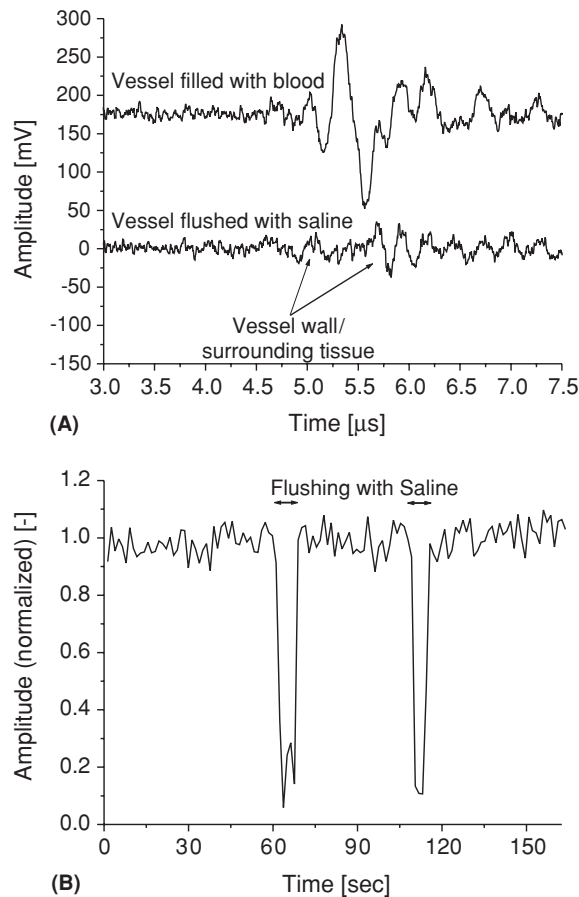 300
250
200
150
100
50
0
-50
-100
-150
Amplitude [mV]
Vessel filled with blood
Vessel flushed with saline
Vessel wall/
surrounding tissue
3.0 3.5 4.0 4.5 5.0 5.5 6.0 6.5 7.0 7.5
(A) Time [μs]
1.2
1.0
0.8
0.6
0.4
0.2
0.0
Amplitude (normalized) [-]
Flushing with Saline
0 30 60 90 120 150
(B) Time [sec]